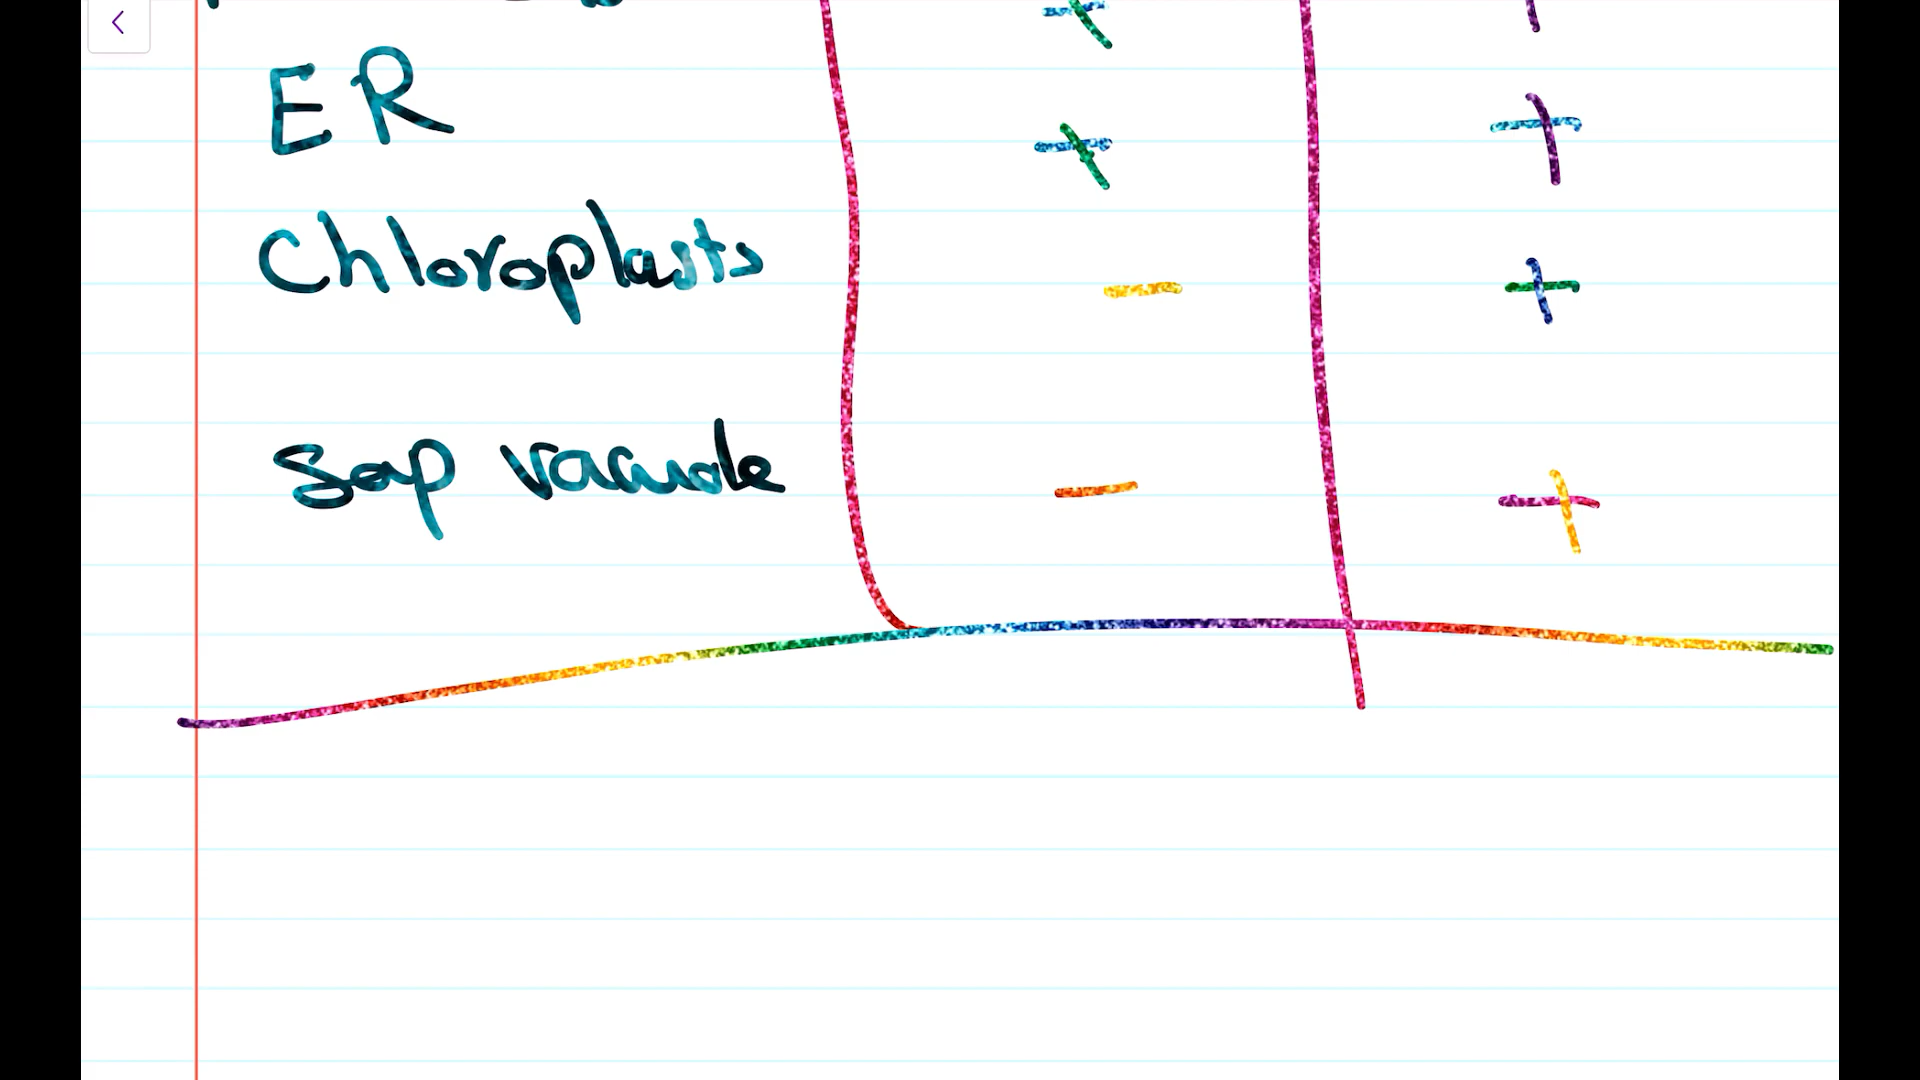 + +
ER + +
Chloroplasts - +
Sap vacuole - +